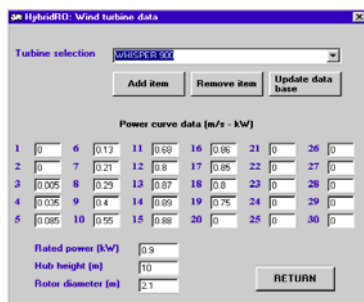 HybridRO: Wind turbine data
Turbine selection WHISPER 900
Add item Remove item Update data base
Power curve data (m/s - kW)
1 0 6 0.13 11 0.68 16 0.86 21 0 26 0
2 0 7 0.21 12 0.8 17 0.85 22 0 27 0
3 0.005 8 0.29 13 0.87 18 0.8 23 0 28 0
4 0.035 9 0.4 14 0.89 19 0.75 24 0 29 0
5 0.085 10 0.55 15 0.88 20 0 25 0 30 0
Rated power (kW) 0.9
Hub height (m) 10
Rotor diameter (m) 2.1
RETURN